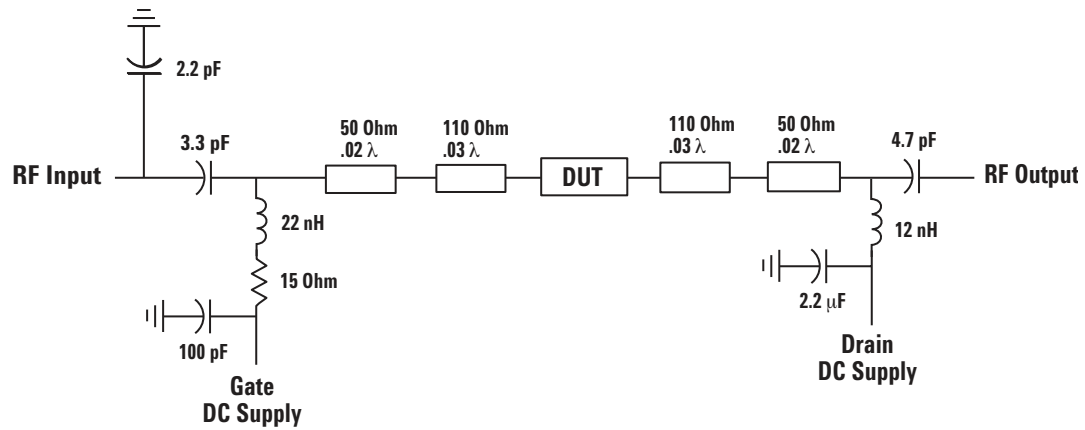 2.2 pF
3.3 pF
50 Ohm
.02 λ
110 Ohm
.03 λ
110 Ohm
.03 λ
50 Ohm
.02 λ
4.7 pF
RF Input
DUT
RF Output
22 nH
12 nH
15 Ohm
2.2 μF
100 pF
Gate
DC Supply
Drain
DC Supply